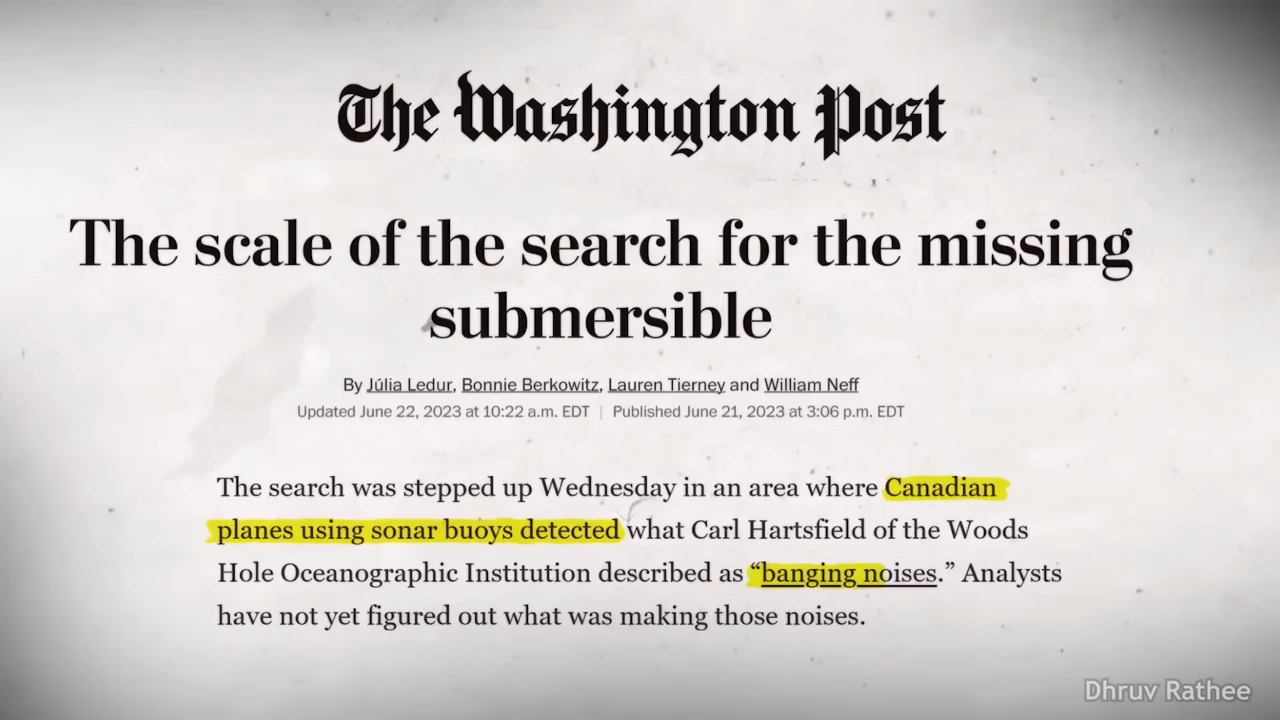 The Washington Post
The scale of the search for the missing
submersible
By Júlia Ledur, Bonnie Berkowitz, Lauren Tierney and William Neff
Updated June 22, 2023 at 10:22 a.m. EDT | Published June 21, 2023 at 3:06 p.m. EDT
The search was stepped up Wednesday in an area where Canadian
planes using sonar buoys detected what Carl Hartsfield of the Woods
Hole Oceanographic Institution described as “banging noises.” Analysts
have not yet figured out what was making those noises.
Dhruv Rathee